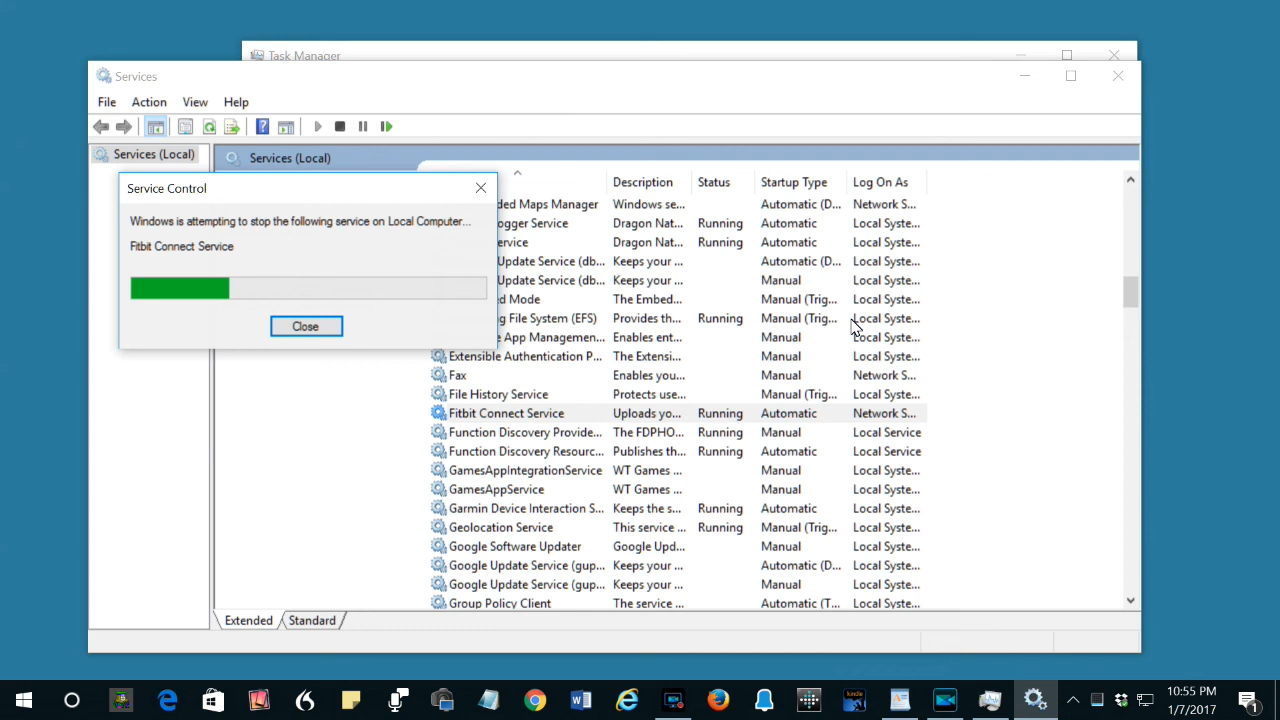 Task Manager
Services
File Action View Help
Services (Local)
Services (Local)
Service Control
Windows is attempting to stop the following service on Local Computer...
Fitbit Connect Service
Close
Description Status Startup Type Log On As
ded Maps Manager Windows se... Automatic (D... Network S...
ogger Service Dragon Nat... Running Automatic Local Syste...
ervice Dragon Nat... Running Automatic Local Syste...
Update Service (db... Keeps your ... Automatic (D... Local Syste...
Update Service (db... Keeps your ... Manual Local Syste...
ed Mode The Embed... Manual (Trig... Local Syste...
g File System (EFS) Provides th... Running Manual (Trig... Local Syste...
e App Managemen... Enables ent... Manual Local Syste...
Extensible Authentication P... The Extensi... Manual Local Syste...
Fax Enables you... Manual Network S...
File History Service Protects use... Manual (Trig... Local Syste...
Fitbit Connect Service Uploads yo... Running Automatic Network S...
Function Discovery Provide... The FDPHO... Running Manual Local Service
Function Discovery Resourc... Publishes th... Running Automatic Local Service
GamesAppIntegrationService WT Games ... Manual Local Syste...
GamesAppService WT Games ... Manual Local Syste...
Garmin Device Interaction S... Keeps the s... Running Automatic Local Syste...
Geolocation Service This service ... Running Manual (Trig... Local Syste...
Google Software Updater Google Upd... Manual Local Syste...
Google Update Service (gup... Keeps your ... Automatic (D... Local Syste...
Google Update Service (gup... Keeps your ... Manual Local Syste...
Group Policy Client The service ... Automatic (T... Local Syste...
Extended Standard
kindle
10:55 PM
1/7/2017
1